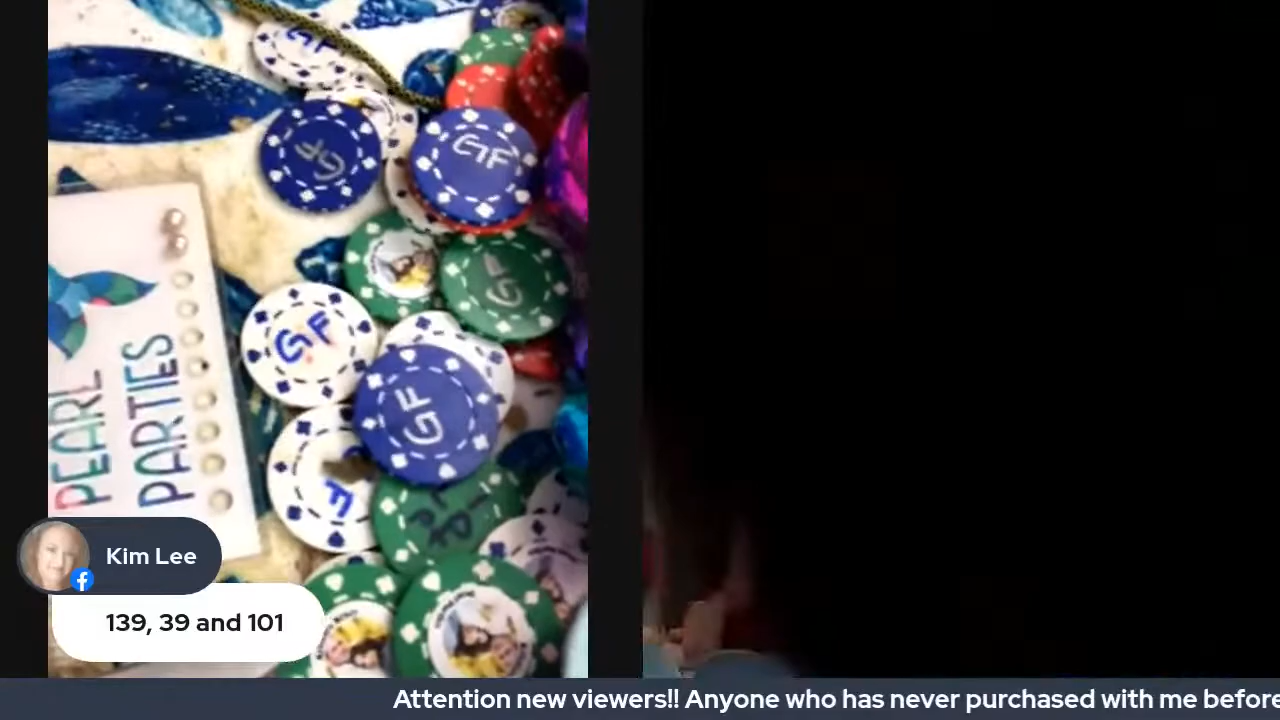 GF
GF
GF
G
GF
GF
F
PEARL
PARTIES
Kim Lee
139, 39 and 101
Attention new viewers!! Anyone who has never purchased with me before